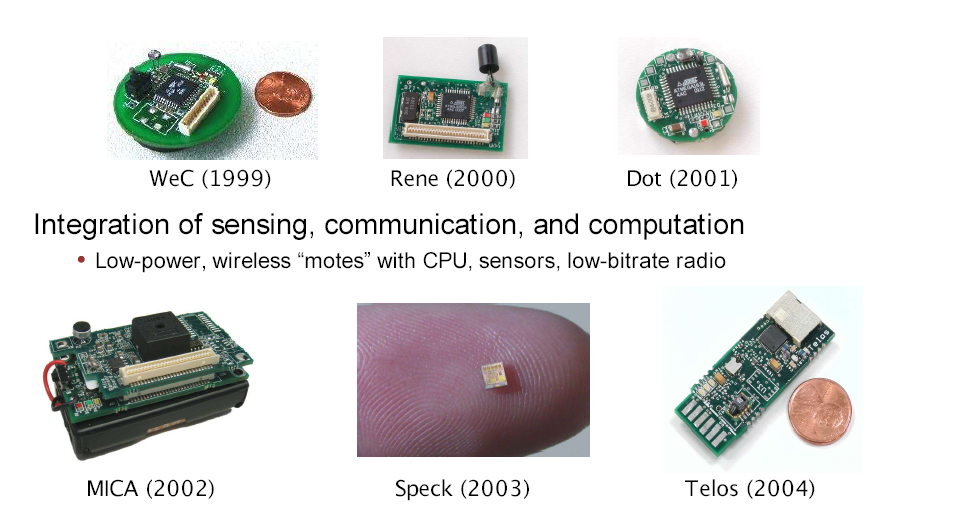 WeC (1999)
Rene (2000)
Dot (2001)
Integration of sensing, communication, and computation
• Low-power, wireless “motes” with CPU, sensors, low-bitrate radio
MICA (2002)
Speck (2003)
Telos (2004)